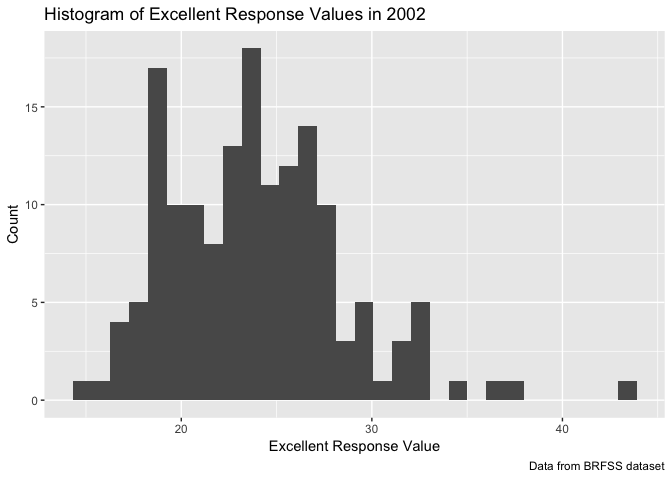 Histogram of Excellent Response Values in 2002
15
10
5
0
Count
20 30 40
Excellent Response Value
Data from BRFSS dataset